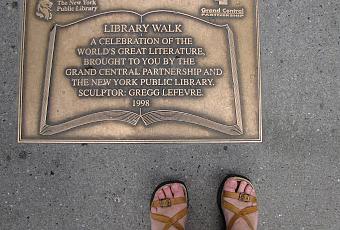 The New York
Public Library
Grand Central
PARTNERSHIP
LIBRARY WALK
A CELEBRATION OF THE
WORLD'S GREAT LITERATURE,
BROUGHT TO YOU BY THE
GRAND CENTRAL PARTNERSHIP AND
THE NEW YORK PUBLIC LIBRARY.
SCULPTOR: GREGG LEFEVRE.
1998